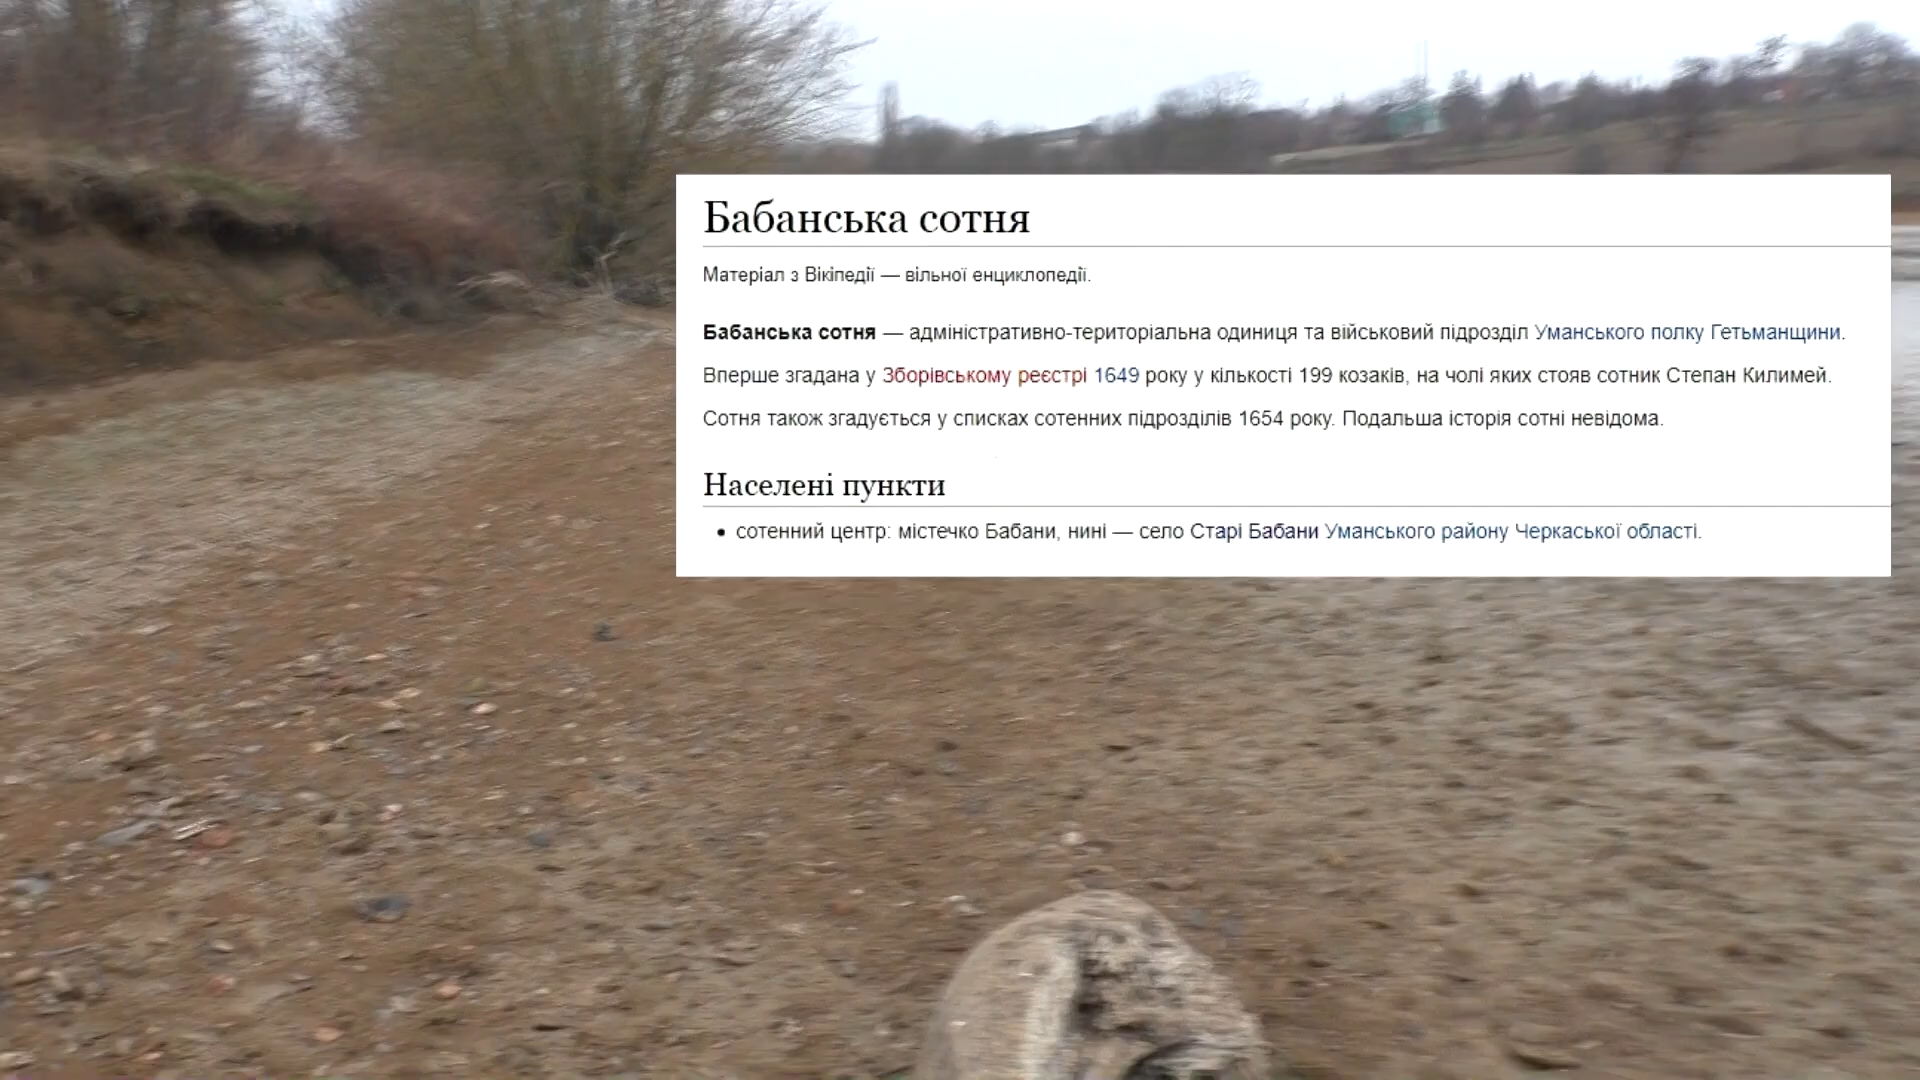 Бабанська сотня
Матеріал з Вікіпедії — вільної енциклопедії.
Бабанська сотня — адміністративно-територіальна одиниця та військовий підрозділ Уманського полку Гетьманщини.
Вперше згадана у Зборівському реєстрі 1649 року у кількості 199 козаків, на чолі яких стояв сотник Степан Килимей.
Сотня також згадується у списках сотенних підрозділів 1654 року. Подальша історія сотні невідома.
Населені пункти
• сотенний центр: містечко Бабани, нині — село Старі Бабани Уманського району Черкаської області.